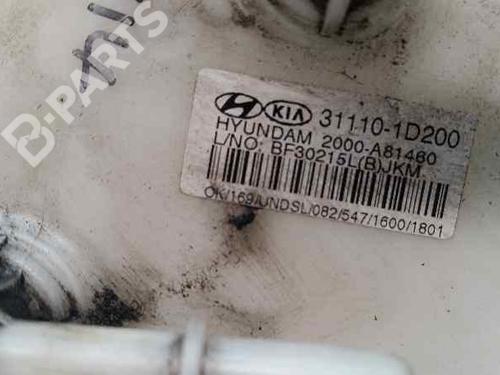 B-PARTS
KIA 31110-1D200
HYUNDAM 2000-A81460
L/NO: BF30215L(B)JKM
OK/169/UNDSL/082/547/1600/1801